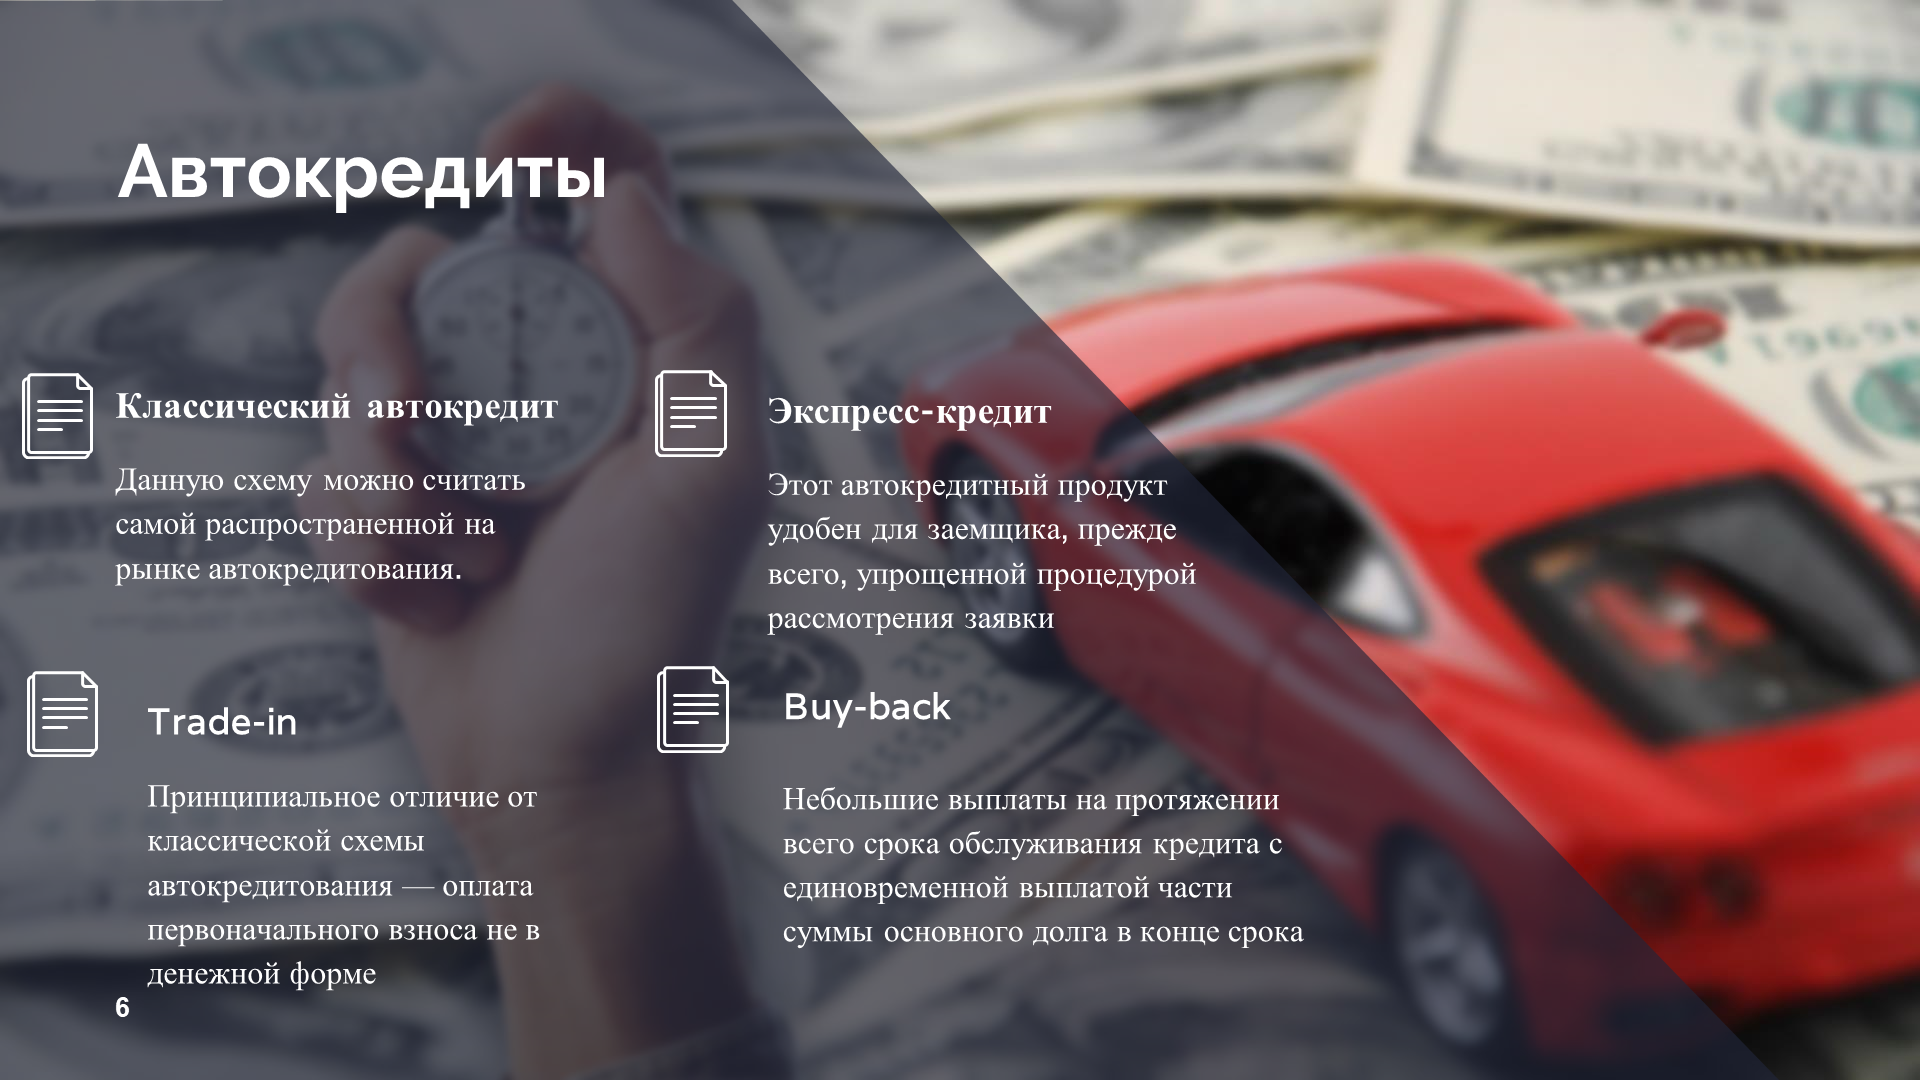 Автокредиты
Классический автокредит
Данную схему можно считать
самой распространенной на
рынке автокредитования.
Экспресс-кредит
Этот автокредитный продукт
удобен для заемщика, прежде
всего, упрощенной процедурой
рассмотрения заявки
Trade-in
Принципиальное отличие от
классической схемы
автокредитования — оплата
первоначального взноса не в
денежной форме
Buy-back
Небольшие выплаты на протяжении
всего срока обслуживания кредита с
единовременной выплатой части
суммы основного долга в конце срока
6